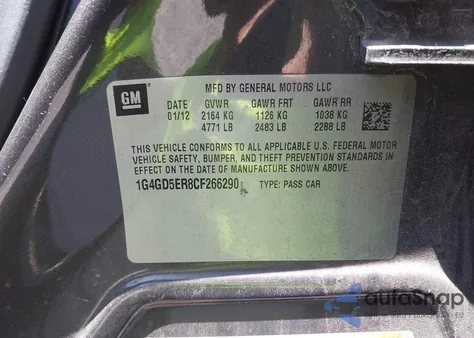 GM
MFD BY GENERAL MOTORS LLC
DATE GVWR GAWR FRT GAWR RR
01/12 2164 KG 1126 KG 1038 KG
4771 LB 2483 LB 2288 LB
THIS VEHICLE CONFORMS TO ALL APPLICABLE U.S. FEDERAL MOTOR
VEHICLE SAFETY, BUMPER, AND THEFT PREVENTION STANDARDS
IN EFFECT ON THE DATE OF MANUFACTURE SHOWN ABOVE.
1G4GD5ER8CF266290 TYPE: PASS CAR
autoSnap